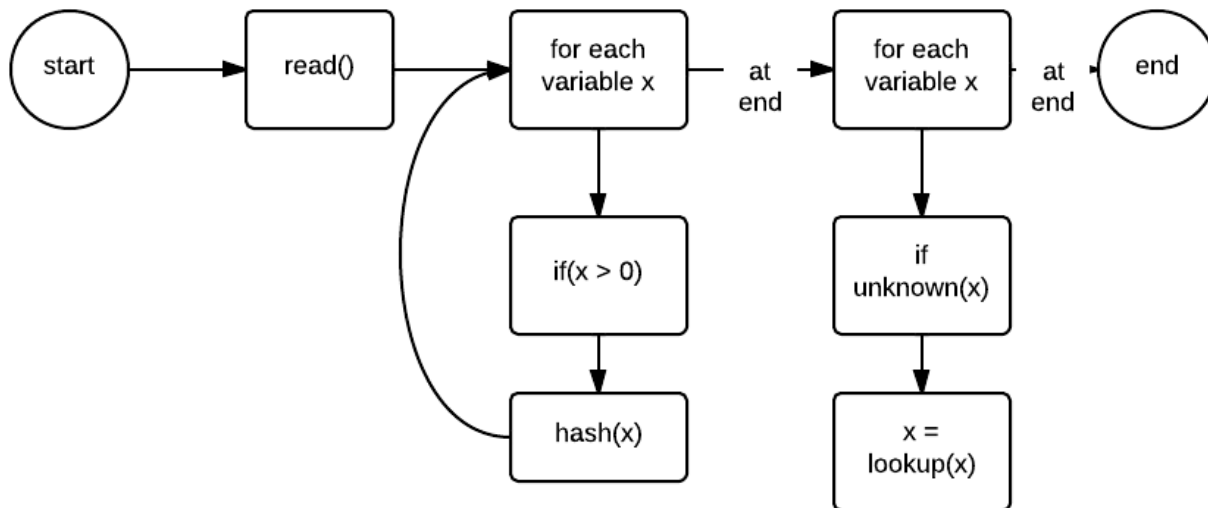 start
read()
for each
variable x
at
end
for each
variable x
at
end
end
if(x > 0)
if
unknown(x)
hash(x)
x =
lookup(x)